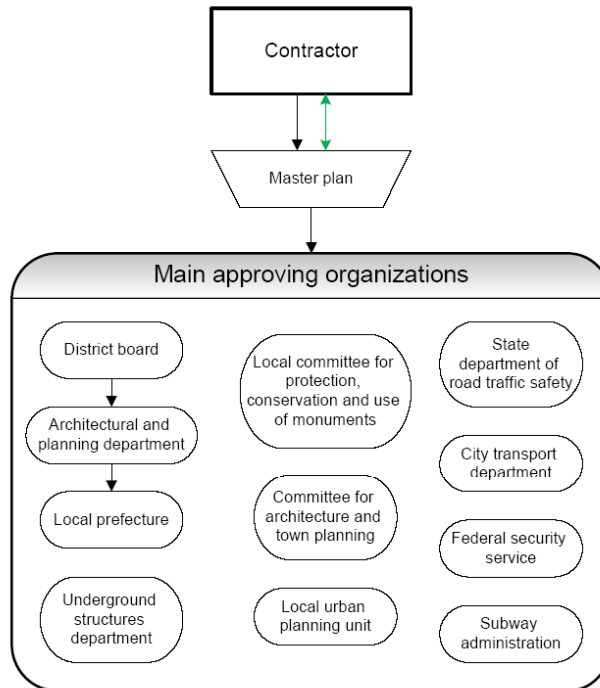 Contractor
Master plan
Main approving organizations
District board
Architectural and
planning department
Local prefecture
Underground
structures
department
Local committee for
protection,
conservation and use
of monuments
Committee for
architecture and
town planning
Local urban
planning unit
State
department of
road traffic safety
City transport
department
Federal security
service
Subway
administration